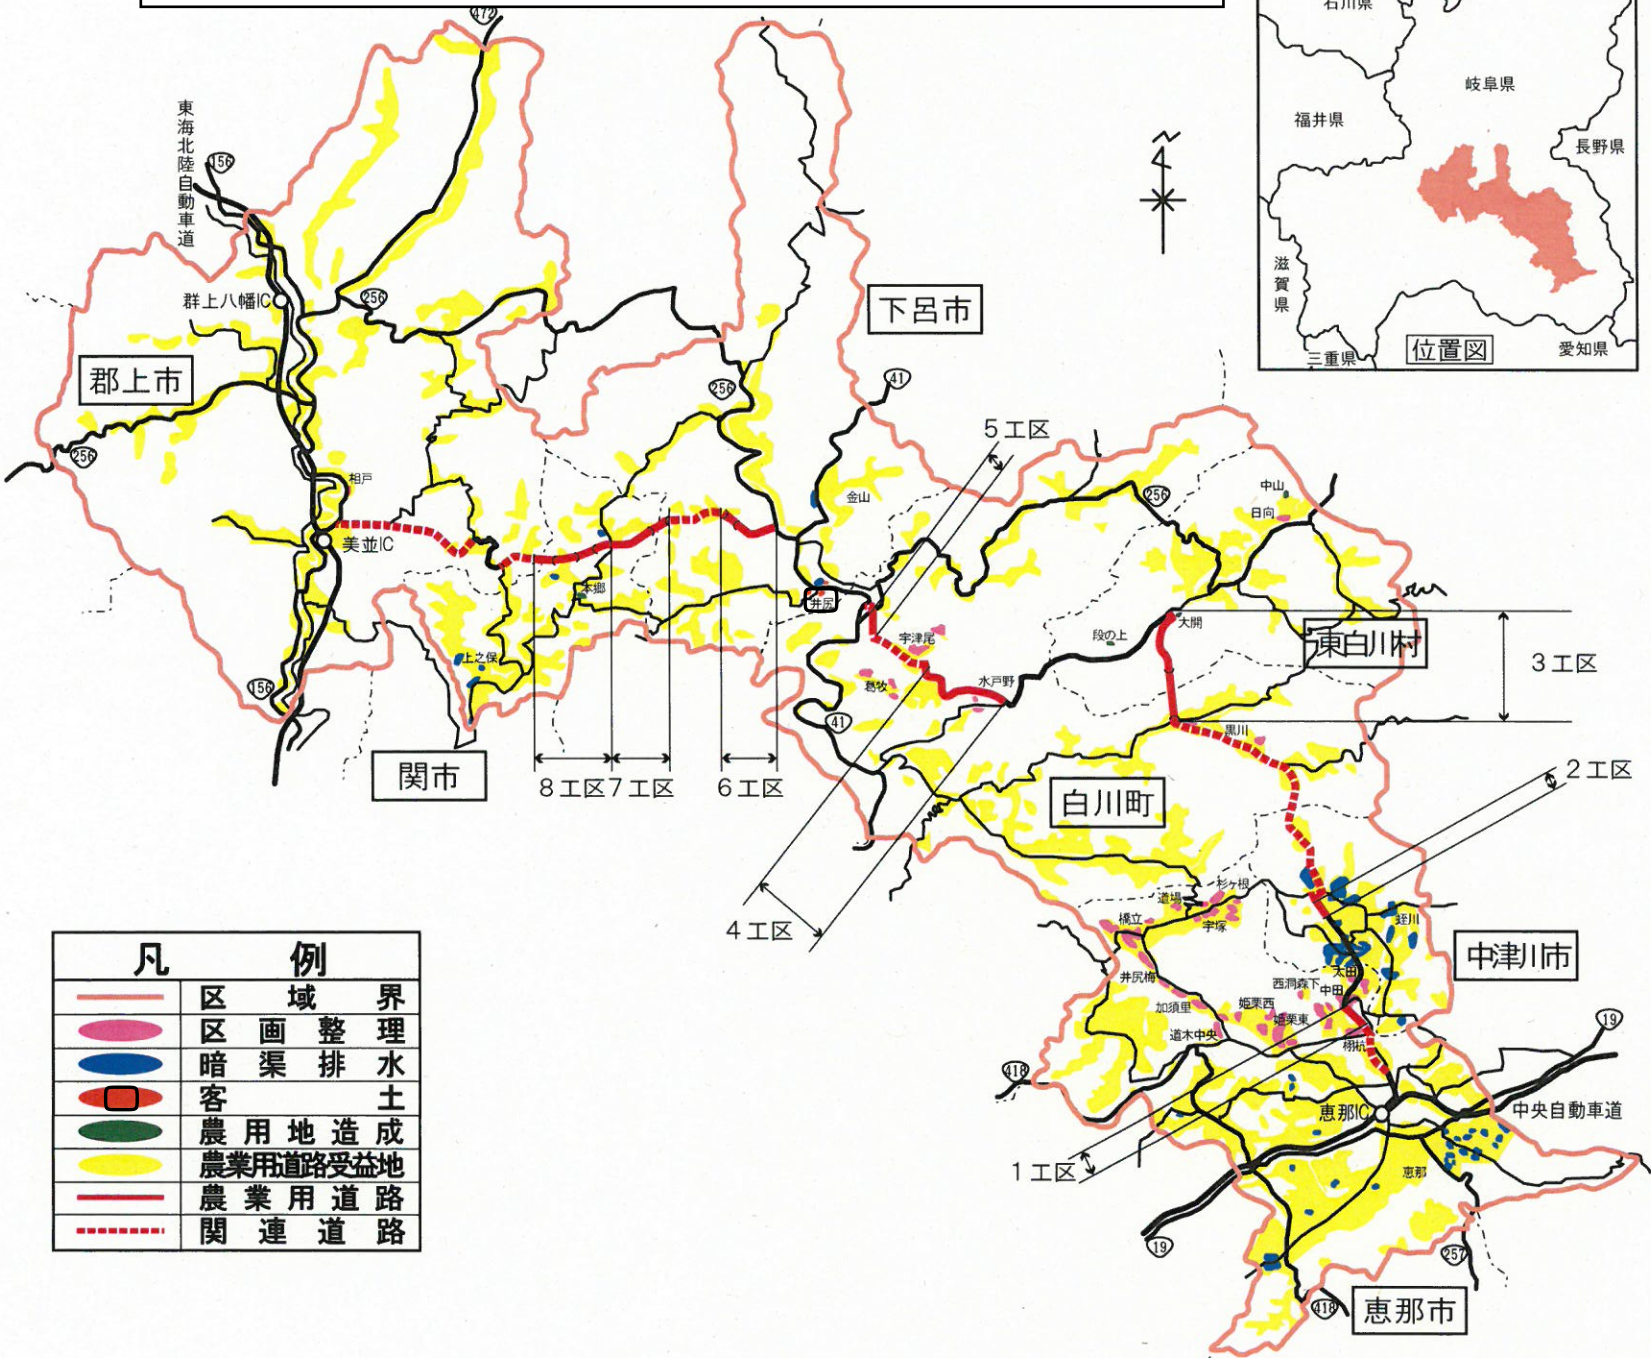 472
東海北陸自動車道
156
群上八幡IC
256
郡上市
256
相戸
美並IC
156
上之保
本郷
関市
8工区
7工区
6工区
下呂市
256
41
金山
井尻
5工区
宇津尾
葛牧
水戸野
41
4工区
256
中山
日向
段の上
大開
東白川村
3工区
黒川
白川町
2工区
杉ヶ根
道場
宇塚
橋立
蛭川
井尻梅
加須里
道木中央
姫栗西
姫栗東
西洞森下
中田
太田
栩杭
中津川市
19
418
恵那IC
中央自動車道
1工区
恵那
19
257
418
恵那市
石川県
岐阜県
福井県
長野県
滋賀県
三重県
愛知県
位置図
凡例
区域界
区画整理
暗渠排水
客土
農用地造成
農業用道路受益地
農業用道路
関連道路